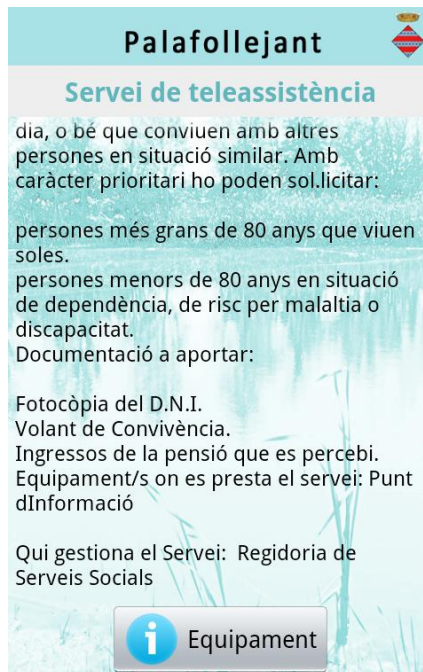 Palafollejant
Servei de teleassistència
dia, o bé que conviuen amb altres
persones en situació similar. Amb
caràcter prioritari ho poden sol.licitar:
persones més grans de 80 anys que viuen
soles.
persones menors de 80 anys en situació
de dependència, de risc per malaltia o
discapacitat.
Documentació a aportar:
Fotocòpia del D.N.I.
Volant de Convivència.
Ingressos de la pensió que es percebi.
Equipament/s on es presta el servei: Punt
dInformació
Qui gestiona el Servei:  Regidoria de
Serveis Socials
i Equipament